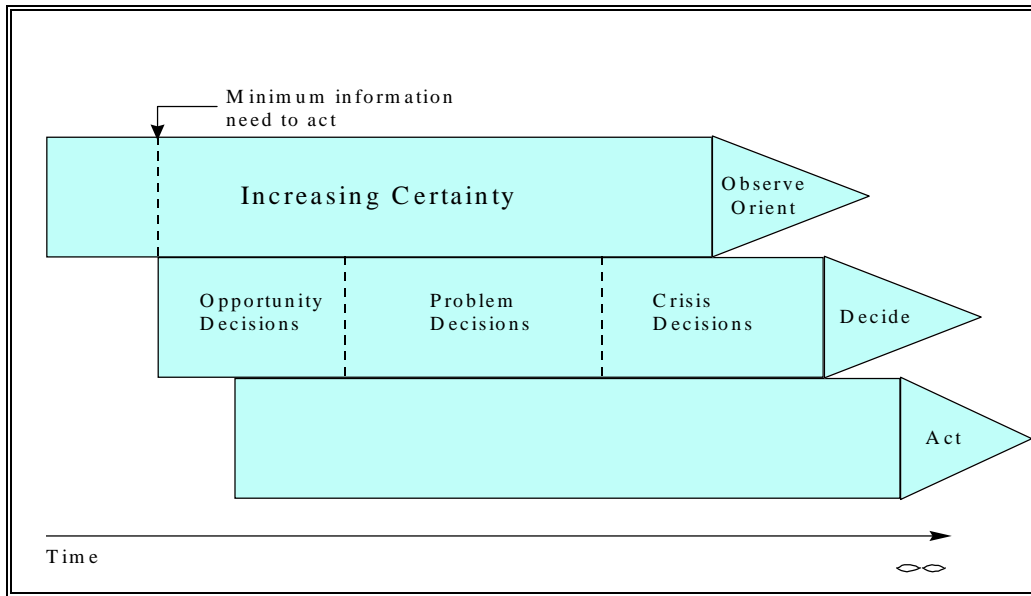 Minimum information
need to act
Increasing Certainty
Observe
Orient
Opportunity
Decisions
Problem
Decisions
Crisis
Decisions
Decide
Act
Time
∞